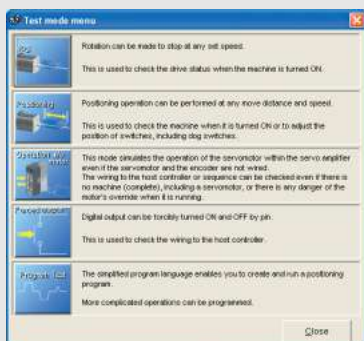 Test mode menu
Jog
Rotation can be made to stop at any set speed.
This is used to check the drive status when the machine is turned ON.
Positioning
Positioning operation can be performed at any move distance and speed.
This is used to check the machine when it is turned ON or to adjust the
position of switches, including dog switches.
Operation w/o
motor
This mode simulates the operation of the servomotor within the servo amplifier
even if the servomotor and the encoder are not wired.
The wiring to the host controller or sequence can be checked even if there is
no machine (complete), including a servomotor, or there is any danger of the
motor's override when it is running.
Forced output
Digital output can be forcibly turned ON and OFF by pin.
This is used to check the wiring to the host controller.
Program Test
The simplified program language enables you to create and run a positioning
program.
More complicated operations can be programmed.
Close